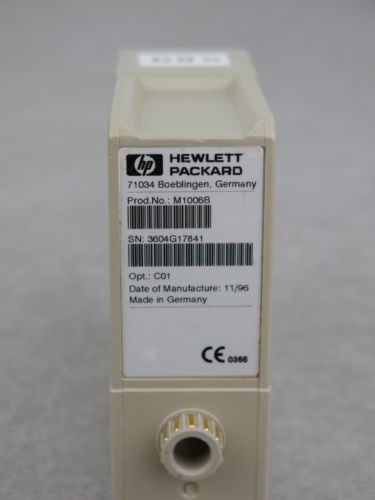 hp HEWLETT
PACKARD
71034 Boeblingen, Germany
Prod.No.: M1006B
SN: 3604G17841
Opt.: C01
Date of Manufacture: 11/96
Made in Germany
CE 0366